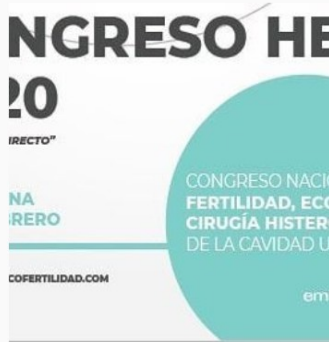 NGRESO HE
20
IRECTO"
NA
BRERO
COFERTILIDAD.COM
CONGRESO NACIO
FERTILIDAD, ECO
CIRUGÍA HISTER
DE LA CAVIDAD U
em